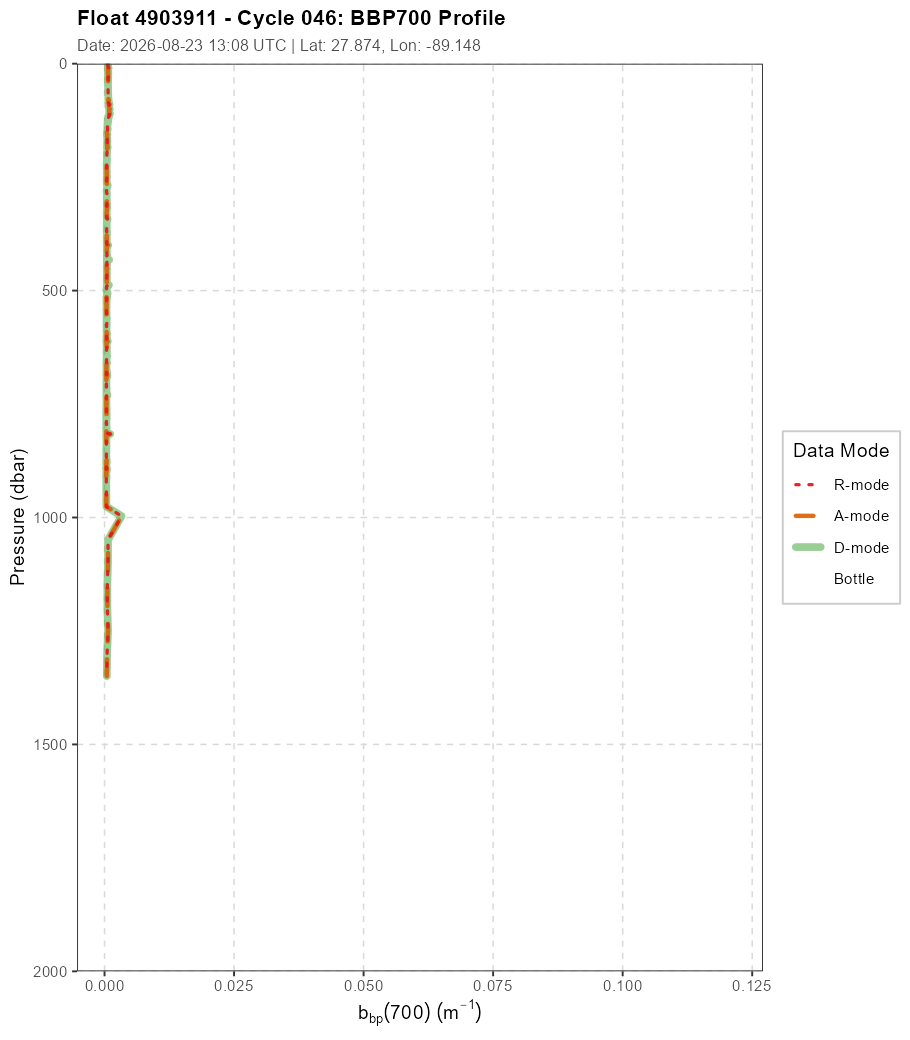 Float 4903911 - Cycle 046: BBP700 Profile
Date: 2026-08-23 13:08 UTC | Lat: 27.874, Lon: -89.148
0
500
1000
1500
2000
Pressure (dbar)
0.000 0.025 0.050 0.075 0.100 0.125
b_bp(700) (m⁻¹)
Data Mode
R-mode
A-mode
D-mode
Bottle